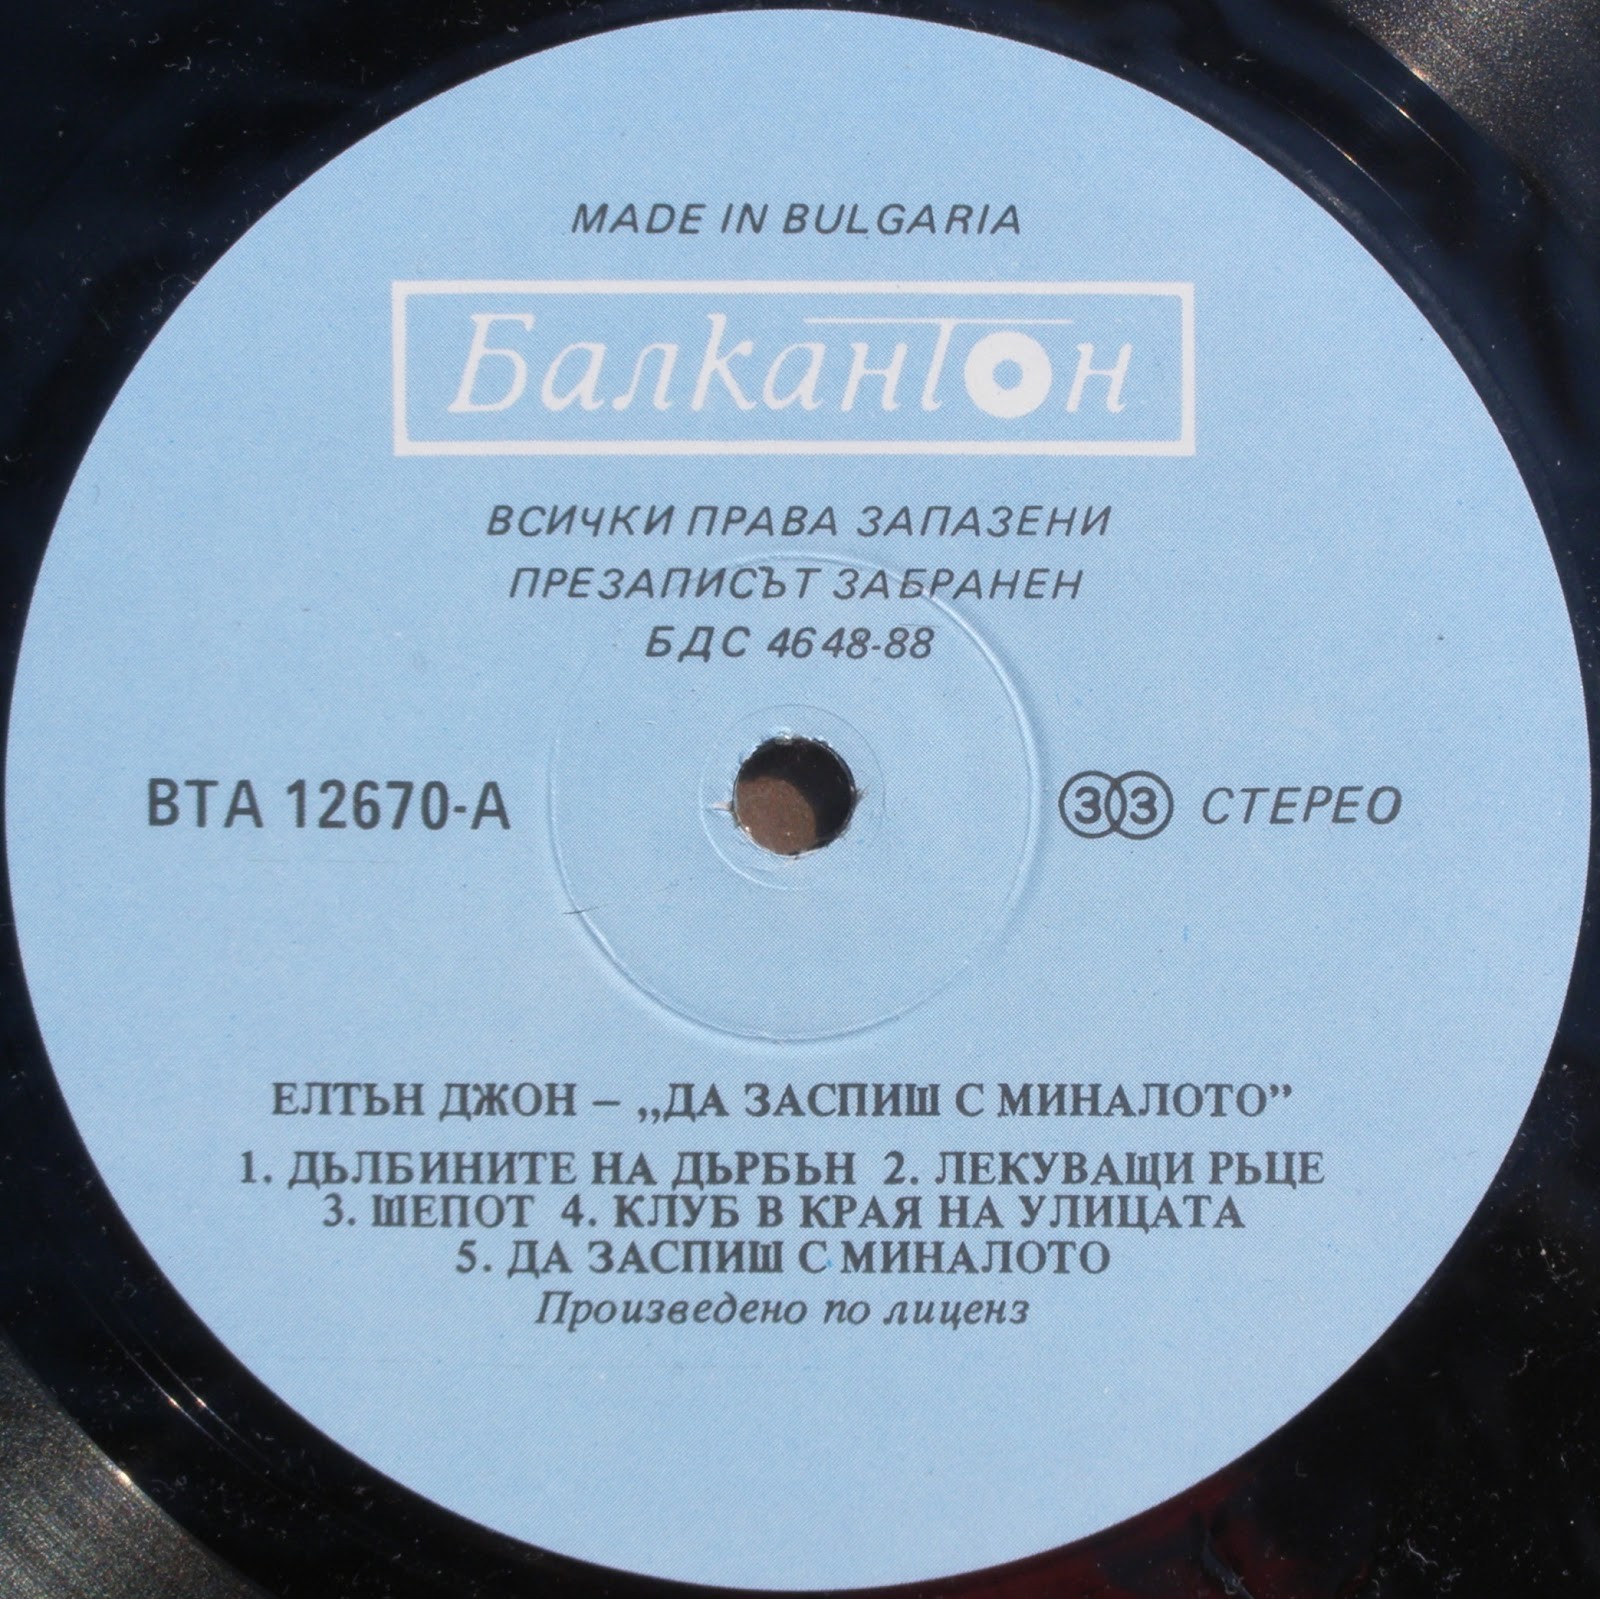 MADE IN BULGARIA
Балкантон
ВСИЧКИ ПРАВА ЗАПАЗЕНИ
ПРЕЗАПИСЪТ ЗАБРАНЕН
БДС 4648-88
ВТА 12670-А
33 СТЕРЕО
ЕЛТЪН ДЖОН – „ДА ЗАСПИШ С МИНАЛОТО”
1. ДЪЛБИНИТЕ НА ДЪРБЪН 2. ЛЕКУВАЩИ РЪЦЕ
3. ШЕПОТ 4. КЛУБ В КРАЯ НА УЛИЦАТА
5. ДА ЗАСПИШ С МИНАЛОТО
Произведено по лиценз